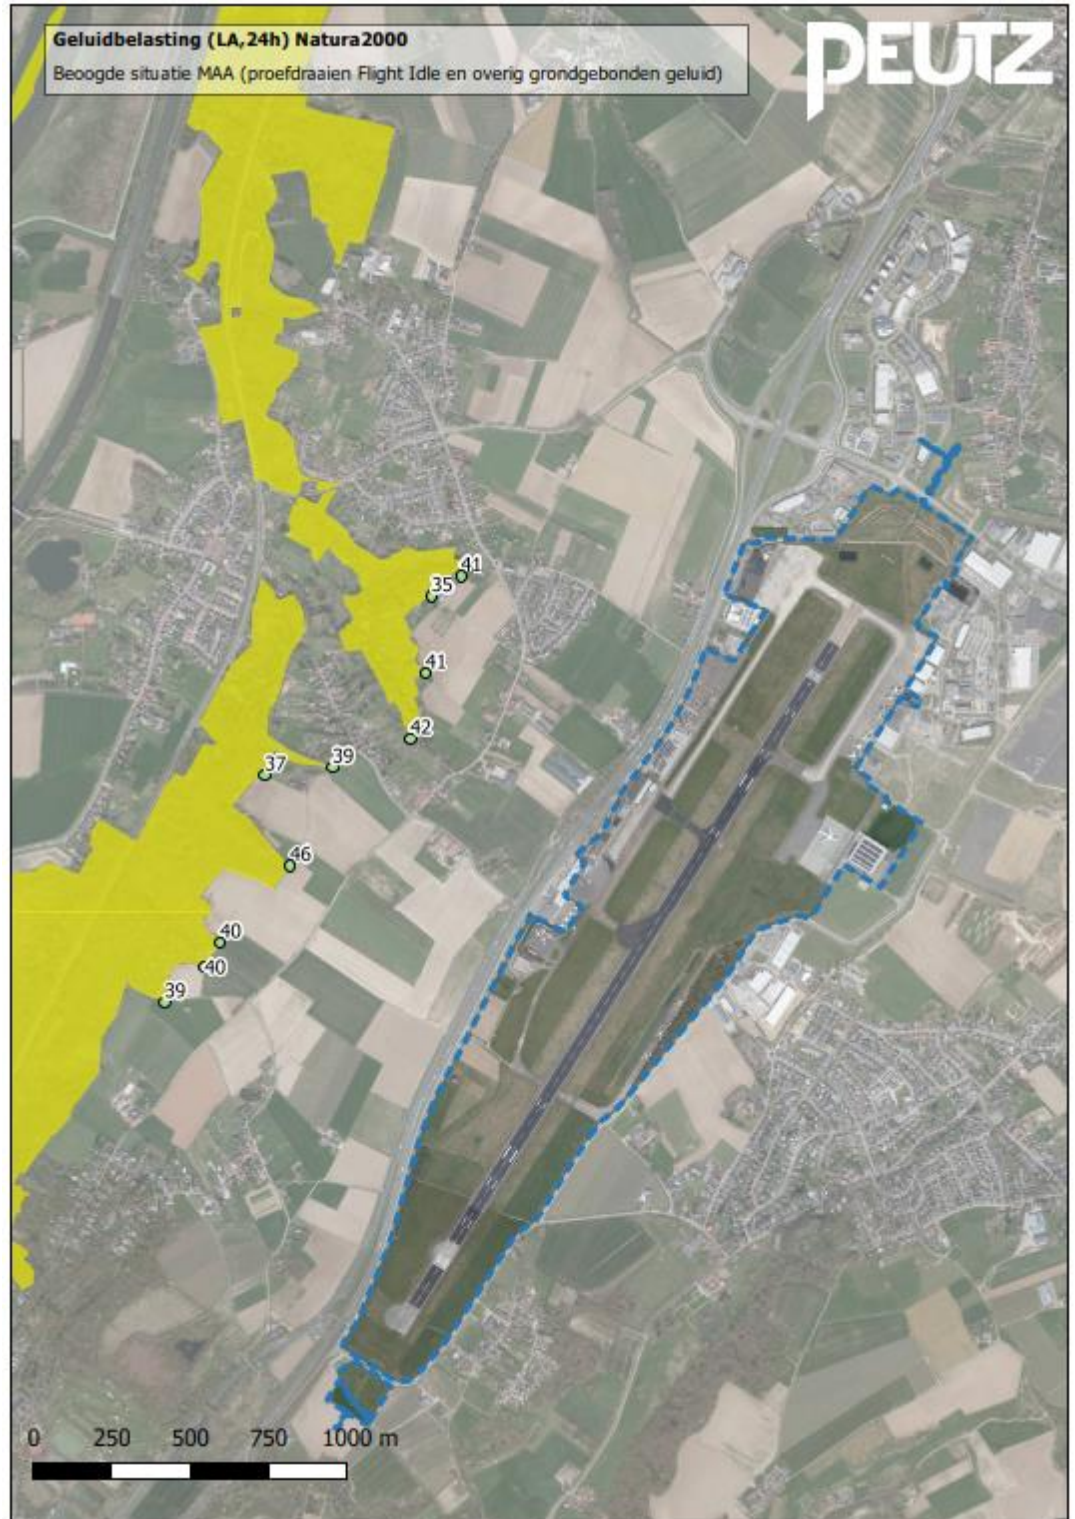 Geluidbelasting (LA,24h) Natura2000
Beoogde situatie MAA (proefdraaien Flight Idle en overig grondgebonden geluid)
PEUTZ
41
35
41
42
39
37
46
40
40
39
0 250 500 750 1000 m